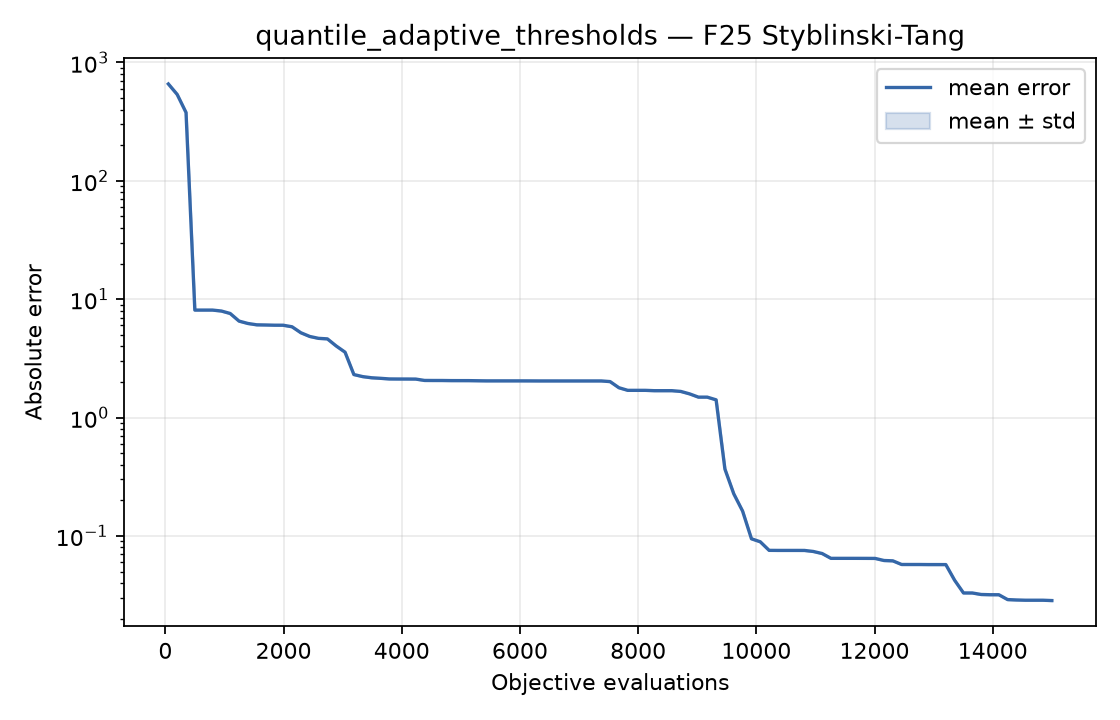 quantile_adaptive_thresholds — F25 Styblinski-Tang
mean error
mean ± std
Absolute error
10³
10²
10¹
10⁰
10⁻¹
0 2000 4000 6000 8000 10000 12000 14000
Objective evaluations